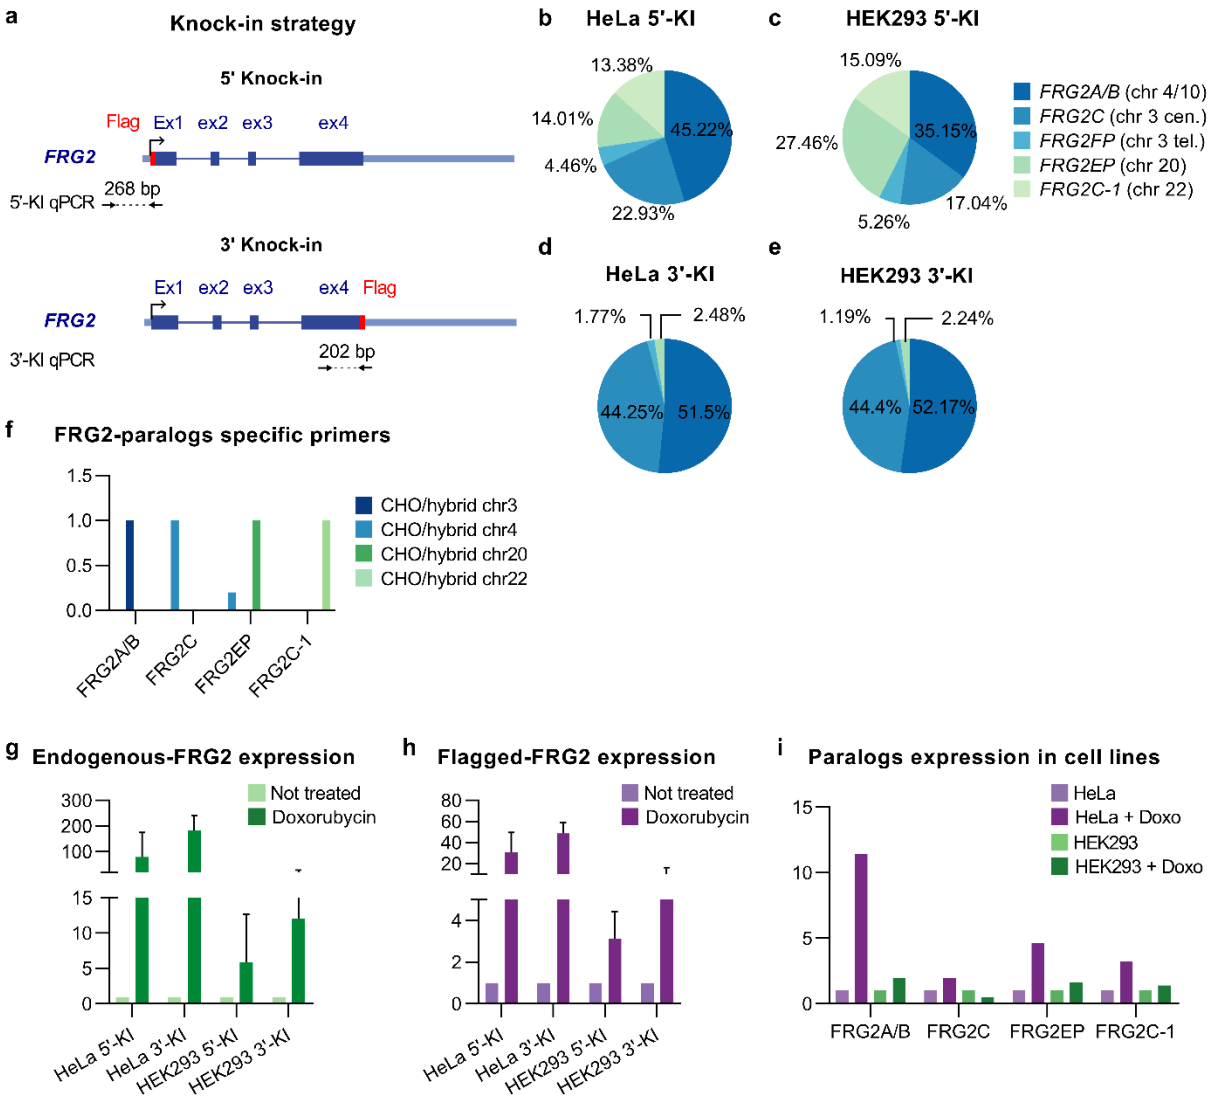 a
Knock-in strategy
5' Knock-in
Flag
Ex1 ex2 ex3 ex4
FRG2
268 bp
5'-KI qPCR
3' Knock-in
Ex1 ex2 ex3 ex4 Flag
FRG2
202 bp
3'-KI qPCR
b HeLa 5'-KI
13.38%
14.01%
45.22%
4.46%
22.93%
c HEK293 5'-KI
15.09%
27.46%
35.15%
17.04%
5.26%
FRG2A/B (chr 4/10)
FRG2C (chr 3 cen.)
FRG2FP (chr 3 tel.)
FRG2EP (chr 20)
FRG2C-1 (chr 22)
d
HeLa 3'-KI
1.77% 2.48%
44.25% 51.5%
e
HEK293 3'-KI
1.19% 2.24%
44.4% 52.17%
f FRG2-paralogs specific primers
1.5
1.0
0.5
0.0
FRG2A/B
FRG2C
FRG2EP
FRG2C-1
CHO/hybrid chr3
CHO/hybrid chr4
CHO/hybrid chr20
CHO/hybrid chr22
g Endogenous-FRG2 expression
Not treated
Doxorubycin
300
200
100
15
10
5
0
HeLa 5'-KI
HeLa 3'-KI
HEK293 5'-KI
HEK293 3'-KI
h Flagged-FRG2 expression
Not treated
Doxorubycin
80
60
40
20
4
2
0
HeLa 5'-KI
HeLa 3'-KI
HEK293 5'-KI
HEK293 3'-KI
i Paralogs expression in cell lines
HeLa
HeLa + Doxo
HEK293
HEK293 + Doxo
15
10
5
0
FRG2A/B FRG2C FRG2EP FRG2C-1